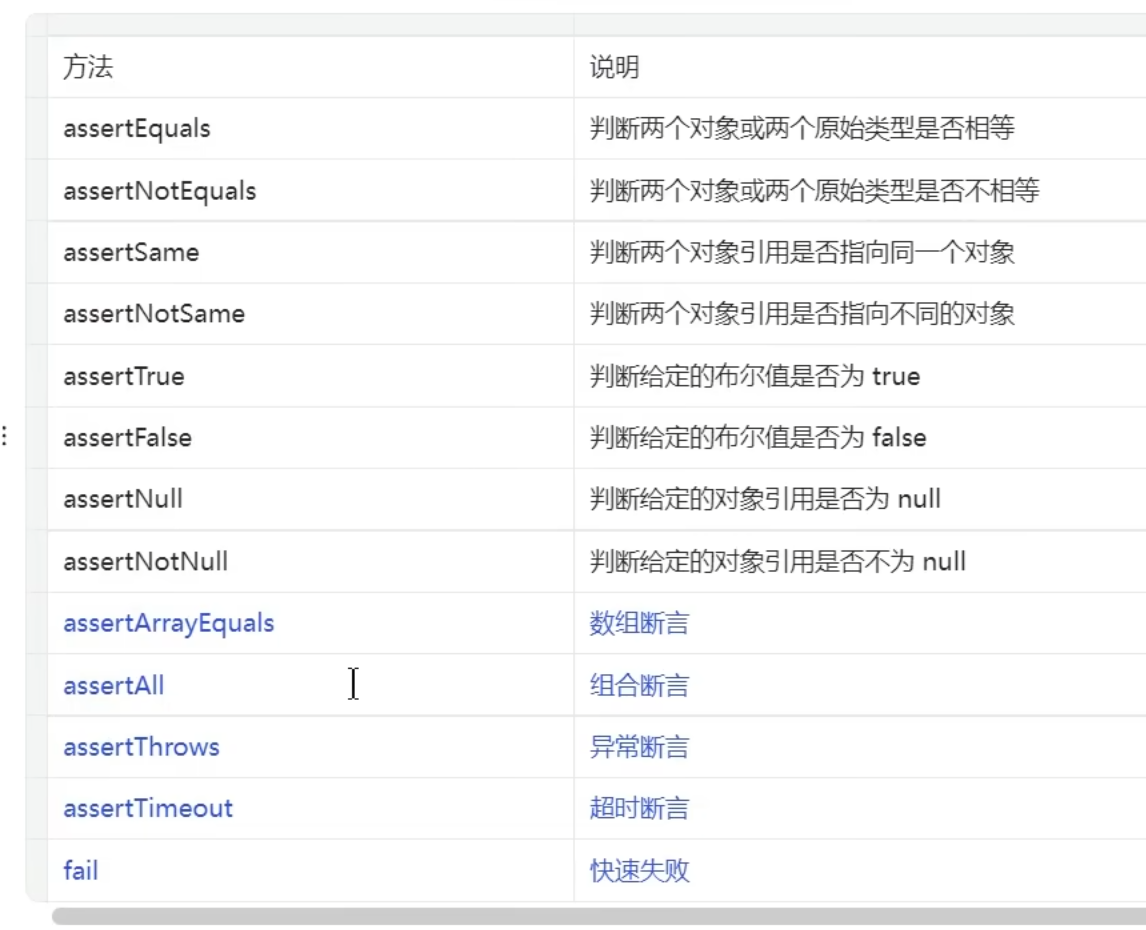 方法 说明
assertEquals 判断两个对象或两个原始类型是否相等
assertNotEquals 判断两个对象或两个原始类型是否不相等
assertSame 判断两个对象引用是否指向同一个对象
assertNotSame 判断两个对象引用是否指向不同的对象
assertTrue 判断给定的布尔值是否为 true
assertFalse 判断给定的布尔值是否为 false
assertNull 判断给定的对象引用是否为 null
assertNotNull 判断给定的对象引用是否不为 null
assertArrayEquals 数组断言
assertAll 组合断言
assertThrows 异常断言
assertTimeout 超时断言
fail 快速失败